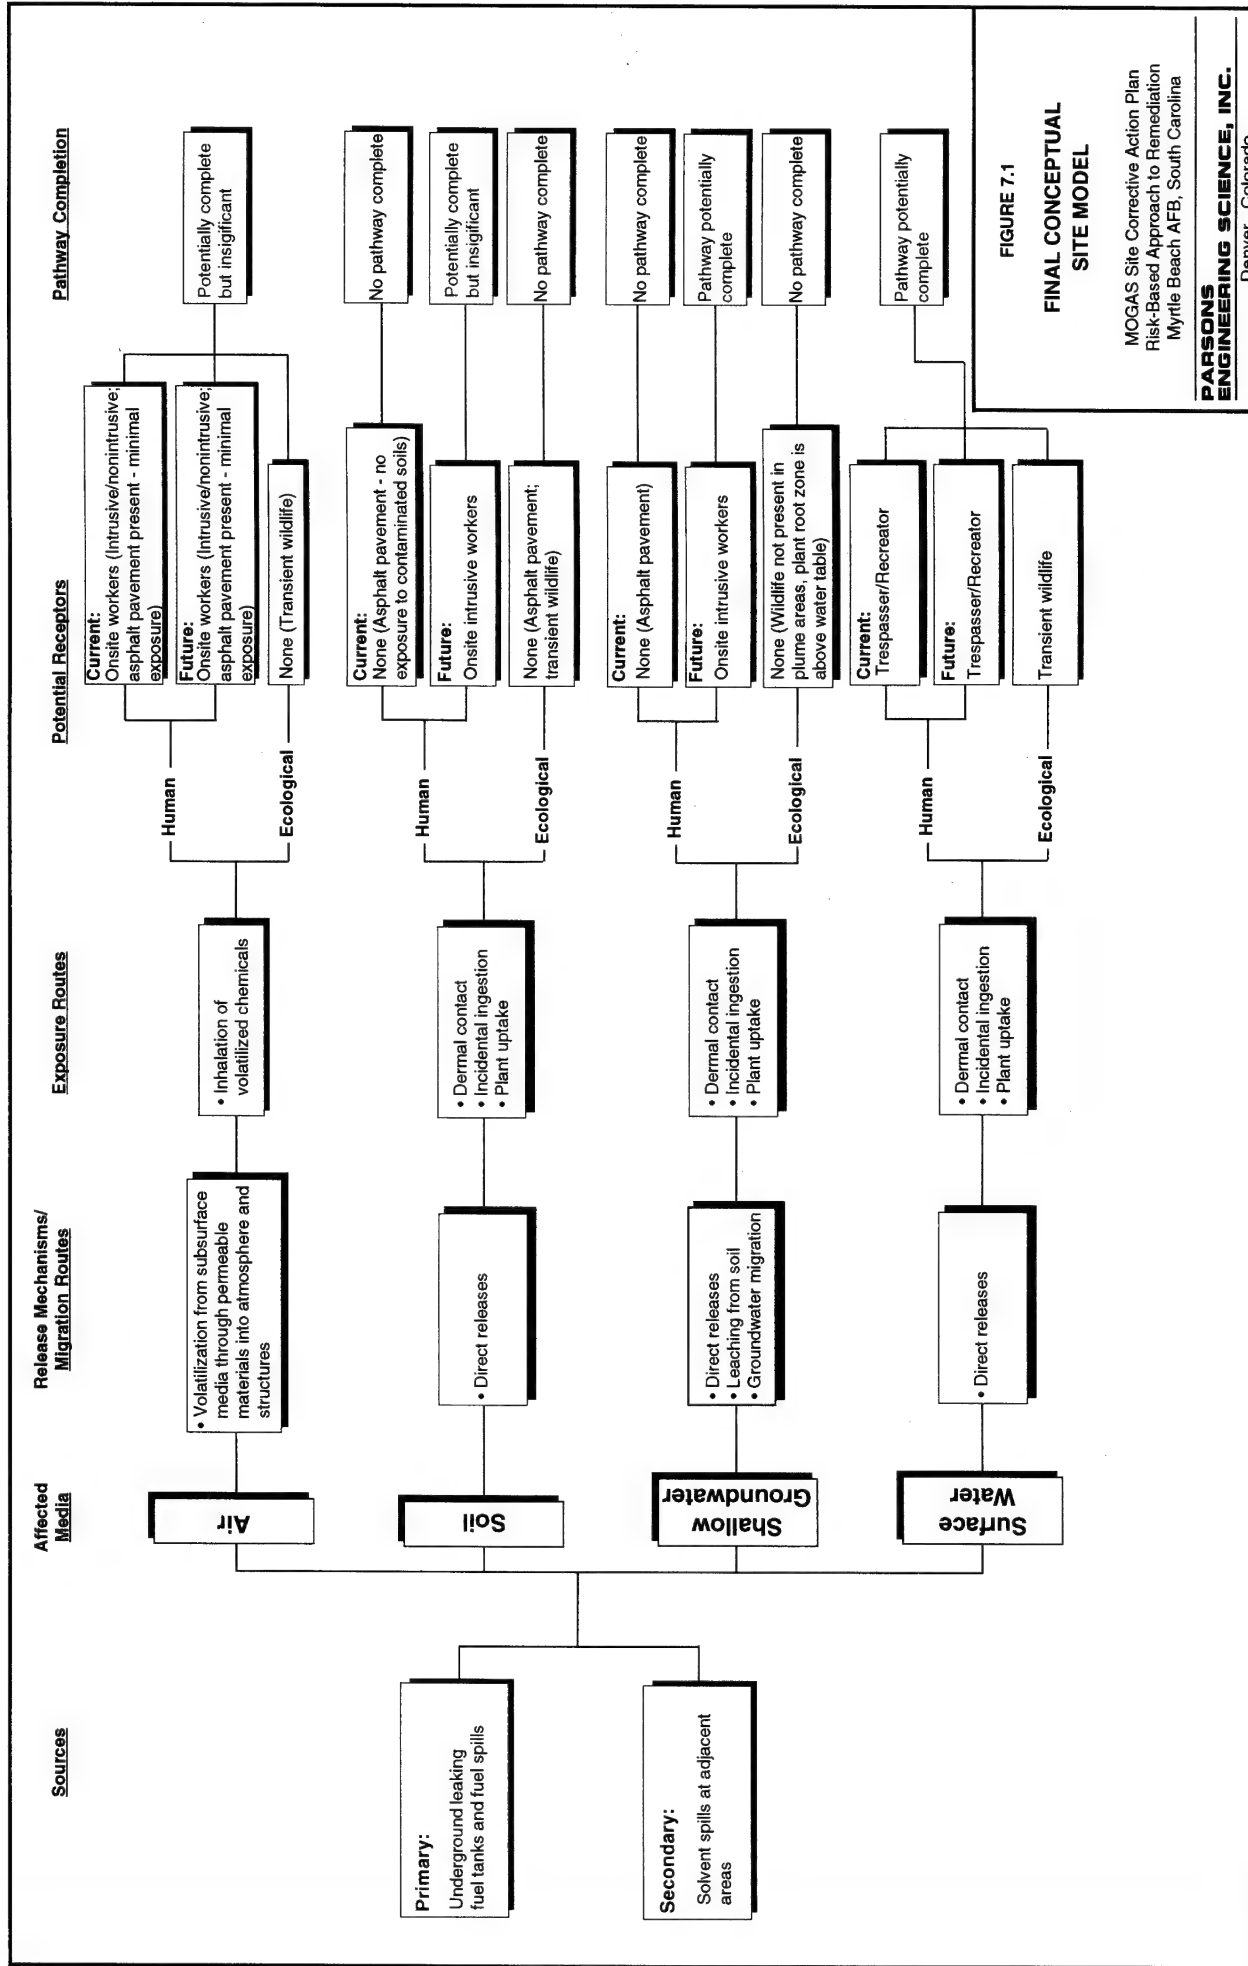 Sources
Affected
Media
Release Mechanisms/
Migration Routes
Exposure Routes
Potential Receptors
Pathway Completion
Primary:
Underground leaking
fuel tanks and fuel spills
Secondary:
Solvent spills at adjacent
areas
Air
• Volatilization from subsurface
media through permeable
materials into atmosphere and
structures
• Inhalation of
volatilized chemicals
Human
Current:
Onsite workers (Intrusive/nonintrusive;
asphalt pavement present - minimal
exposure)
Future:
Onsite workers (Intrusive/nonintrusive;
asphalt pavement present - minimal
exposure)
Ecological
None (Transient wildlife)
Potentially complete
but insigificant
Soil
• Direct releases
• Dermal contact
• Incidental ingestion
• Plant uptake
Human
Current:
None (Asphalt pavement - no
exposure to contaminated soils)
No pathway complete
Future:
Onsite intrusive workers
Potentially complete
but insigificant
Ecological
None (Asphalt pavement;
transient wildlife)
No pathway complete
Shallow
Groundwater
• Direct releases
• Leaching from soil
• Groundwater migration
• Dermal contact
• Incidental ingestion
• Plant uptake
Human
Current:
None (Asphalt pavement)
No pathway complete
Future:
Onsite intrusive workers
Pathway potentially
complete
Ecological
None (Wildlife not present in
plume areas, plant root zone is
above water table)
No pathway complete
Surface
Water
• Direct releases
• Dermal contact
• Incidental ingestion
• Plant uptake
Human
Current:
Trespasser/Recreator
Future:
Trespasser/Recreator
Ecological
Transient wildlife
Pathway potentially
complete
FIGURE 7.1
FINAL CONCEPTUAL
SITE MODEL
MOGAS Site Corrective Action Plan
Risk-Based Approach to Remediation
Myrtle Beach AFB, South Carolina
PARSONS
ENGINEERING SCIENCE, INC.
Denver, Colorado